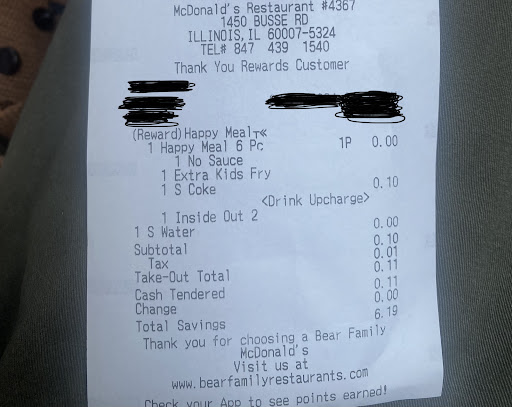 McDonald's Restaurant #4367
1450 BUSSE RD
ILLINOIS, IL 60007-5324
TEL# 847 439 1540
Thank You Rewards Customer
(Reward)Happy Meal™
1 Happy Meal 6 Pc 1P 0.00
1 No Sauce
1 Extra Kids Fry
1 S Coke 0.10
<Drink Upcharge>
1 Inside Out 2
1 S Water 0.00
Subtotal 0.10
Tax 0.01
Take-Out Total 0.11
Cash Tendered 0.11
Change 0.00
Total Savings 6.19
Thank you for choosing a Bear Family
McDonald's
Visit us at
www.bearfamilyrestaurants.com
Check your App to see points earned!